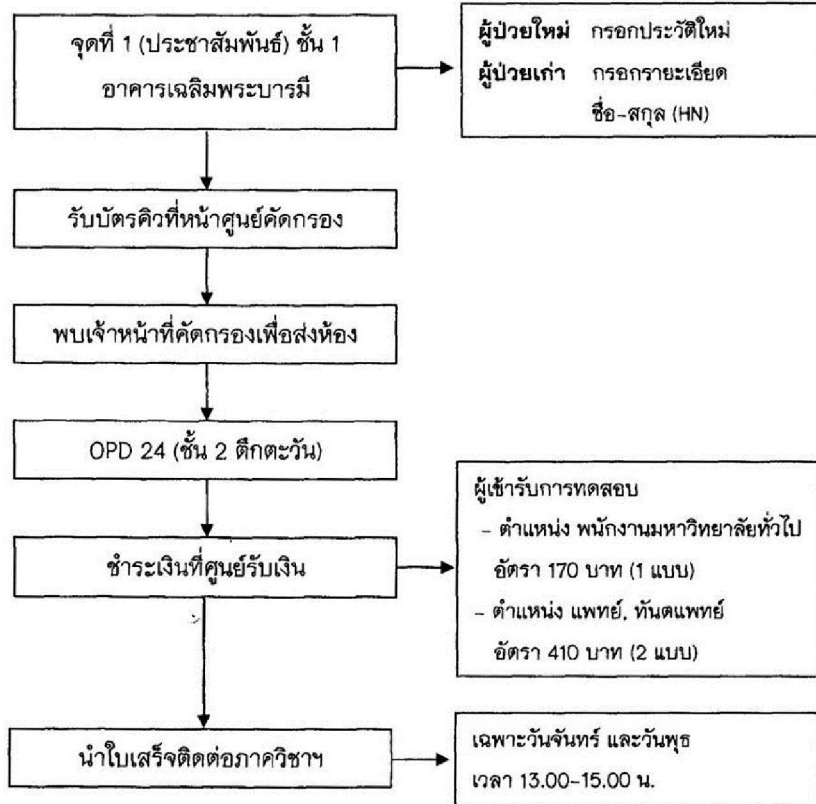 จุดที่ 1 (ประชาสัมพันธ์) ชั้น 1
อาคารเฉลิมพระบารมี
ผู้ป่วยใหม่ กรอกประวัติใหม่
ผู้ป่วยเก่า กรอกรายะเอียด
ชื่อ-สกุล (HN)
รับบัตรคิวที่หน้าศูนย์คัดกรอง
พบเจ้าหน้าที่คัดกรองเพื่อส่งห้อง
OPD 24 (ชั้น 2 ตึกตะวัน)
ชำระเงินที่ศูนย์รับเงิน
ผู้เข้ารับการทดสอบ
- ตำแหน่ง พนักงานมหาวิทยาลัยทั่วไป
อัตรา 170 บาท (1 แบบ)
- ตำแหน่ง แพทย์, ทันตแพทย์
อัตรา 410 บาท (2 แบบ)
นำใบเสร็จติดต่อภาควิชาฯ
เฉพาะวันจันทร์ และวันพุธ
เวลา 13.00-15.00 น.